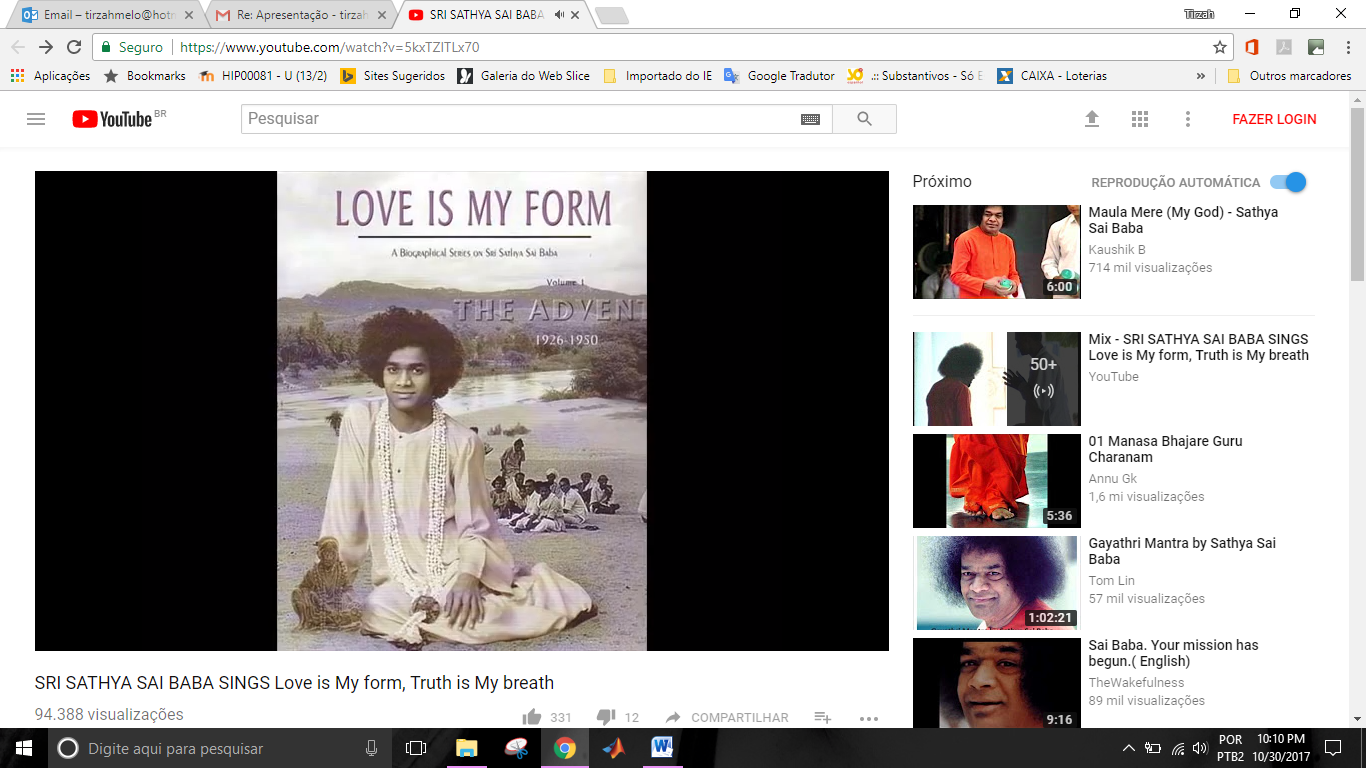 Email – tirzahmelo@hotn
Re: Apresentação - tirzah
SRI SATHYA SAI BABA
Tirzah
Seguro
https://www.youtube.com/watch?v=5kxTZITLx70
Aplicações
Bookmarks
HIP00081 - U (13/2)
Sites Sugeridos
Galeria do Web Slice
Importado do IE
Google Tradutor
.:: Substantivos - Só E
CAIXA - Loterias
»
Outros marcadores
YouTube BR
Pesquisar
FAZER LOGIN
LOVE IS MY FORM
A Biographical Series on Sri Sathya Sai Baba
Volume 1
THE ADVENT
1926-1950
SRI SATHYA SAI BABA SINGS Love is My form, Truth is My breath
94.388 visualizações
331
12
COMPARTILHAR
Próximo
REPRODUÇÃO AUTOMÁTICA
Maula Mere (My God) - Sathya
Sai Baba
Kaushik B
714 mil visualizações
6:00
50+
Mix - SRI SATHYA SAI BABA SINGS
Love is My form, Truth is My breath
YouTube
01 Manasa Bhajare Guru
Charanam
Annu Gk
1,6 mi visualizações
5:36
Gayathri Mantra by Sathya Sai
Baba
Tom Lin
57 mil visualizações
1:02:21
Sai Baba. Your mission has
begun.( English)
TheWakefulness
89 mil visualizações
9:16
Digite aqui para pesquisar
POR
PTB2
10:10 PM
10/30/2017